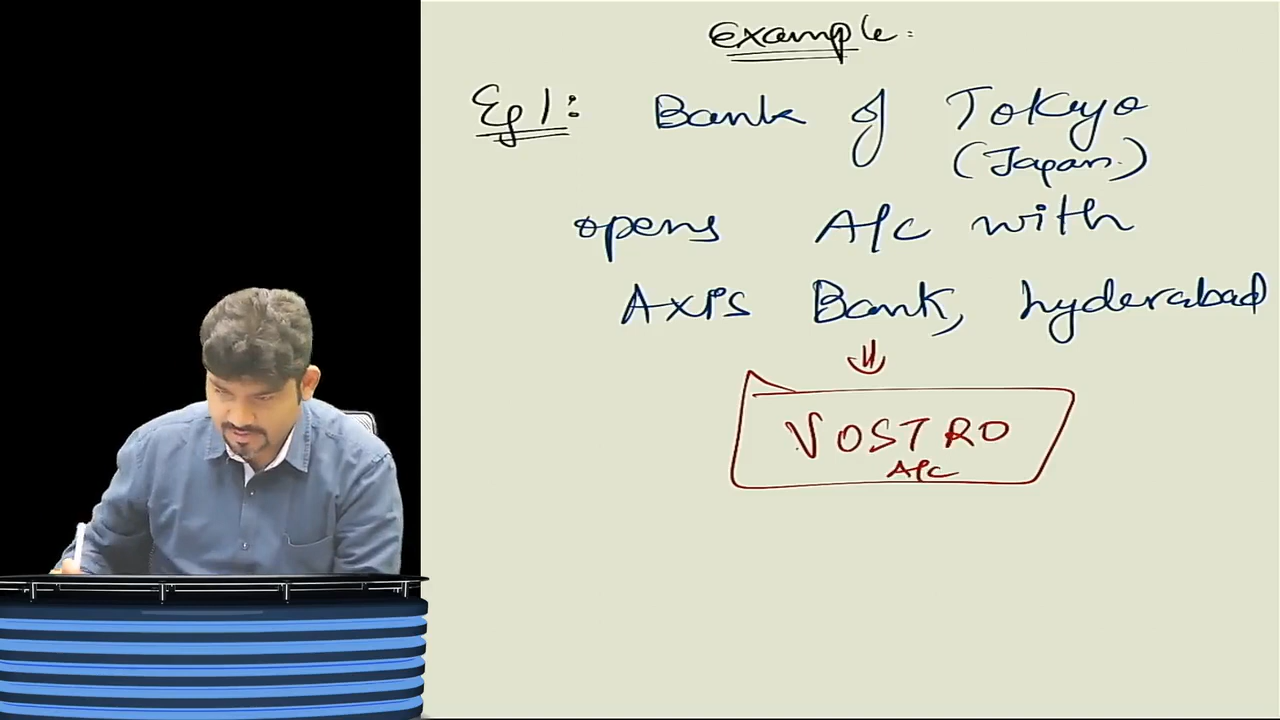 Example:
Eg 1: Bank of Tokyo
(Japan.)
opens A/c with
Axis Bank, hyderabad
VOSTRO
A/c